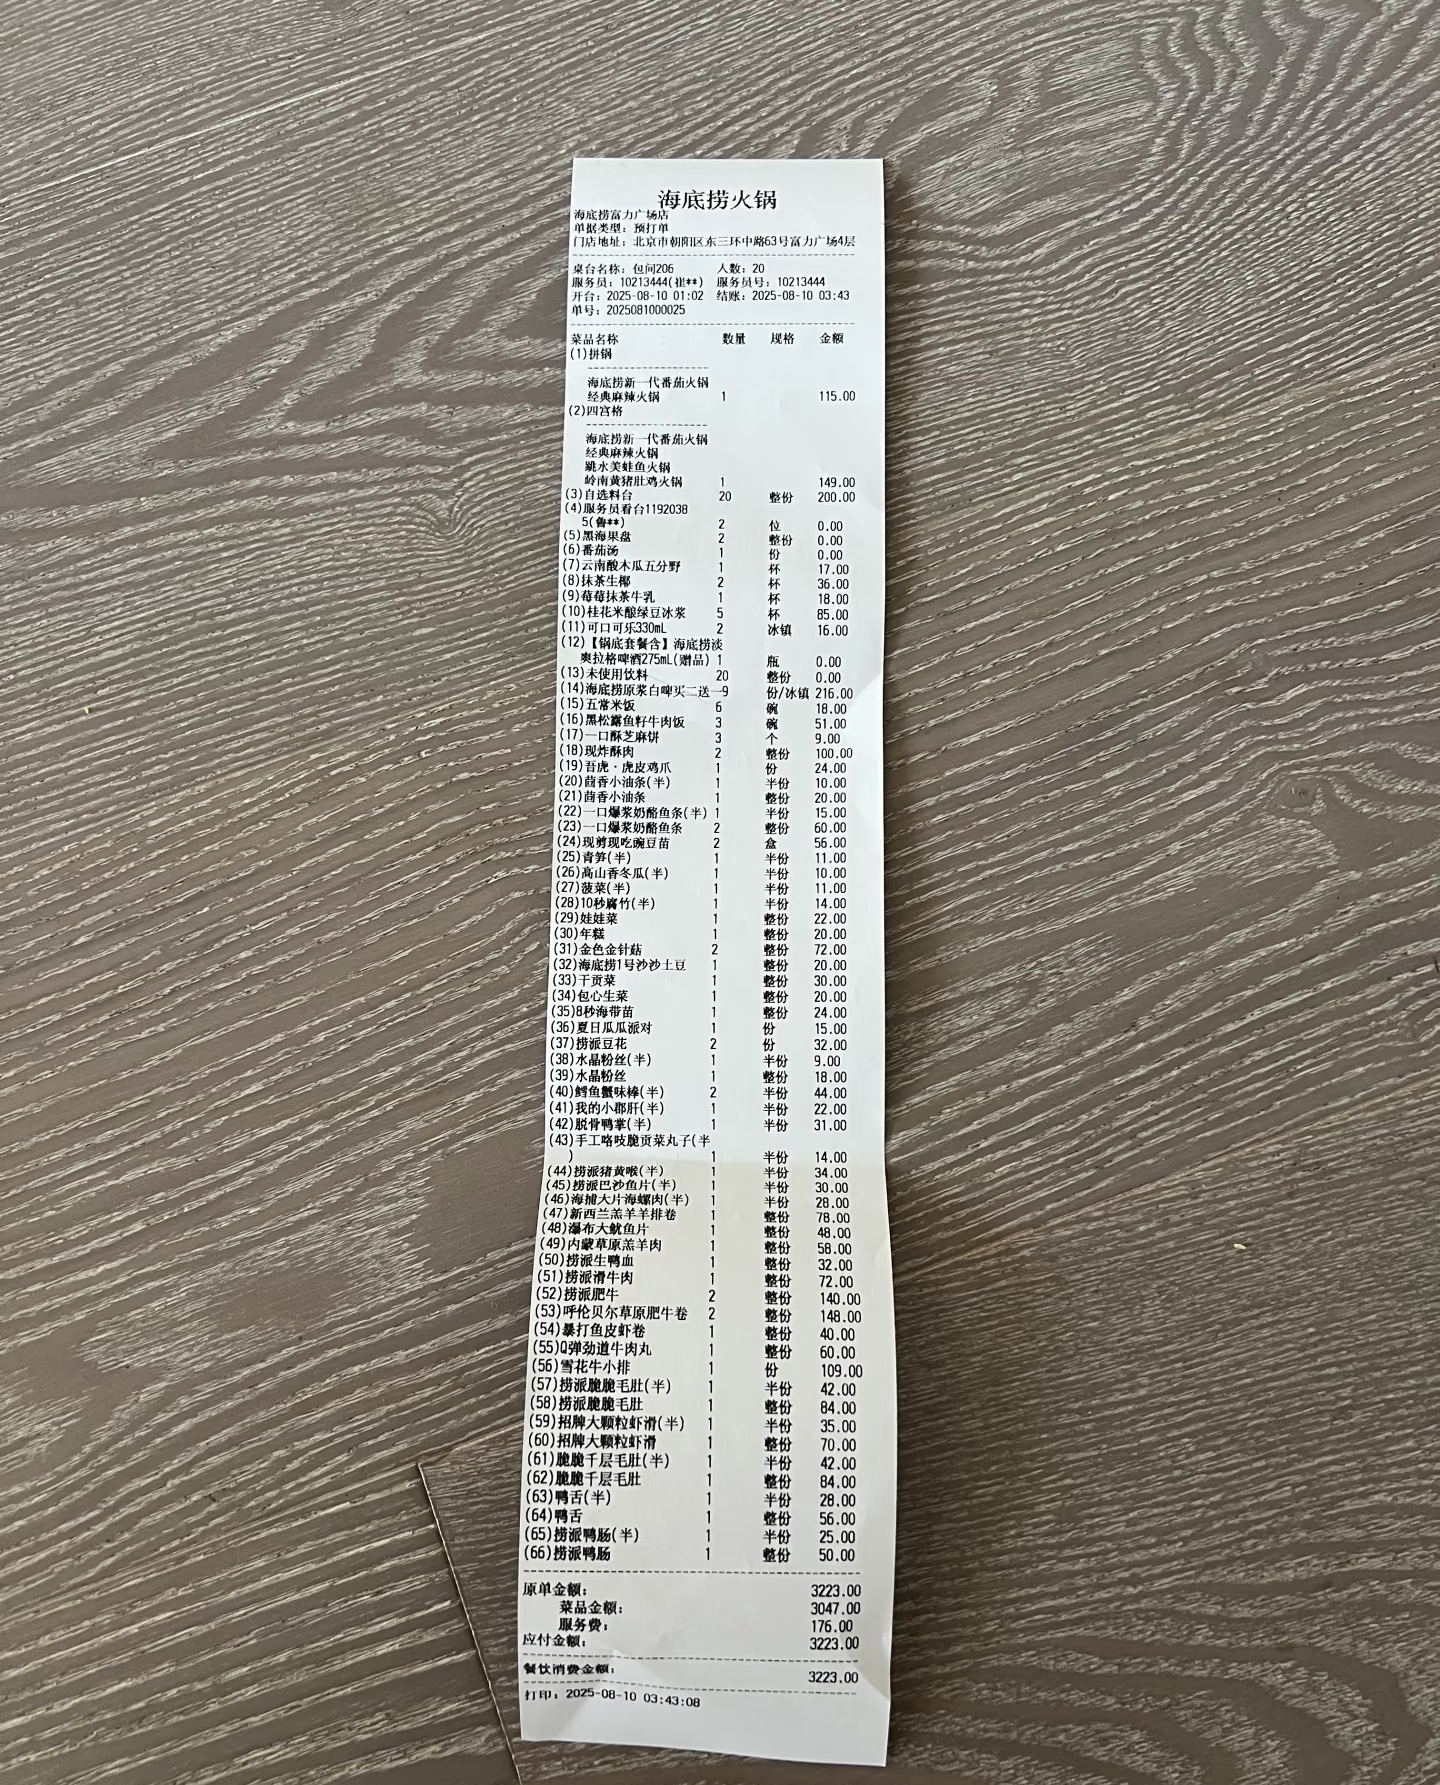 海底捞火锅
海底捞富力广场店
单据类型：预打单
门店地址：北京市朝阳区东三环中路63号富力广场4层
桌台名称：包间206 人数：20
服务员：10213444(崔**) 服务员号：10213444
开台：2025-08-10 01:02 结账：2025-08-10 03:43
单号：2025081000025
菜品名称 数量 规格 金额
(1)拼锅
海底捞新一代番茄火锅
经典麻辣火锅 1 115.00
(2)四宫格
海底捞新一代番茄火锅
经典麻辣火锅
跳水美蛙鱼火锅
岭南黄猪肚鸡火锅 1 149.00
(3)自选料台 20 整份 200.00
(4)服务员看台1192038
5(鲁**) 2 位 0.00
(5)黑海果盘 2 整份 0.00
(6)番茄汤 1 份 0.00
(7)云南酸木瓜五分野 1 杯 17.00
(8)抹茶生椰 2 杯 36.00
(9)莓莓抹茶牛乳 1 杯 18.00
(10)桂花米酿绿豆冰浆 5 杯 85.00
(11)可口可乐330mL 2 冰镇 16.00
(12)【锅底套餐含】海底捞淡
爽拉格啤酒275mL(赠品) 1 瓶 0.00
(13)未使用饮料 20 整份 0.00
(14)海底捞原浆白啤买二送一9 份/冰镇 216.00
(15)五常米饭 6 碗 18.00
(16)黑松露鱼籽牛肉饭 3 碗 51.00
(17)一口酥芝麻饼 3 个 9.00
(18)现炸酥肉 2 整份 100.00
(19)吾虎·虎皮鸡爪 1 份 24.00
(20)茴香小油条(半) 1 半份 10.00
(21)茴香小油条 1 整份 20.00
(22)一口爆浆奶酪鱼条(半) 1 半份 15.00
(23)一口爆浆奶酪鱼条 2 整份 60.00
(24)现剪现吃豌豆苗 2 盒 56.00
(25)青笋(半) 1 半份 11.00
(26)高山香冬瓜(半) 1 半份 10.00
(27)菠菜(半) 1 半份 11.00
(28)10秒腐竹(半) 1 半份 14.00
(29)娃娃菜 1 整份 22.00
(30)年糕 1 整份 20.00
(31)金色金针菇 2 整份 72.00
(32)海底捞1号沙沙土豆 1 整份 20.00
(33)干贡菜 1 整份 30.00
(34)包心生菜 1 整份 20.00
(35)8秒海带苗 1 整份 24.00
(36)夏日瓜瓜派对 1 份 15.00
(37)捞派豆花 2 份 32.00
(38)水晶粉丝(半) 1 半份 9.00
(39)水晶粉丝 1 整份 18.00
(40)鳕鱼蟹味棒(半) 2 半份 44.00
(41)我的小郡肝(半) 1 半份 22.00
(42)脱骨鸭掌(半) 1 半份 31.00
(43)手工咯吱脆贡菜丸子(半
) 1 半份 14.00
(44)捞派猪黄喉(半) 1 半份 34.00
(45)捞派巴沙鱼片(半) 1 半份 30.00
(46)海捕大片海螺肉(半) 1 半份 28.00
(47)新西兰羔羊羊排卷 1 整份 78.00
(48)瀑布大鱿鱼片 1 整份 48.00
(49)内蒙草原羔羊肉 1 整份 58.00
(50)捞派生鸭血 1 整份 32.00
(51)捞派滑牛肉 1 整份 72.00
(52)捞派肥牛 2 整份 140.00
(53)呼伦贝尔草原肥牛卷 2 整份 148.00
(54)暴打鱼皮虾卷 1 整份 40.00
(55)Q弹劲道牛肉丸 1 整份 60.00
(56)雪花牛小排 1 份 109.00
(57)捞派脆脆毛肚(半) 1 半份 42.00
(58)捞派脆脆毛肚 1 整份 84.00
(59)招牌大颗粒虾滑(半) 1 半份 35.00
(60)招牌大颗粒虾滑 1 整份 70.00
(61)脆脆千层毛肚(半) 1 半份 42.00
(62)脆脆千层毛肚 1 整份 84.00
(63)鸭舌(半) 1 半份 28.00
(64)鸭舌 1 整份 56.00
(65)捞派鸭肠(半) 1 半份 25.00
(66)捞派鸭肠 1 整份 50.00
原单金额： 3223.00
菜品金额： 3047.00
服务费： 176.00
应付金额： 3223.00
餐饮消费金额： 3223.00
打印：2025-08-10 03:43:08